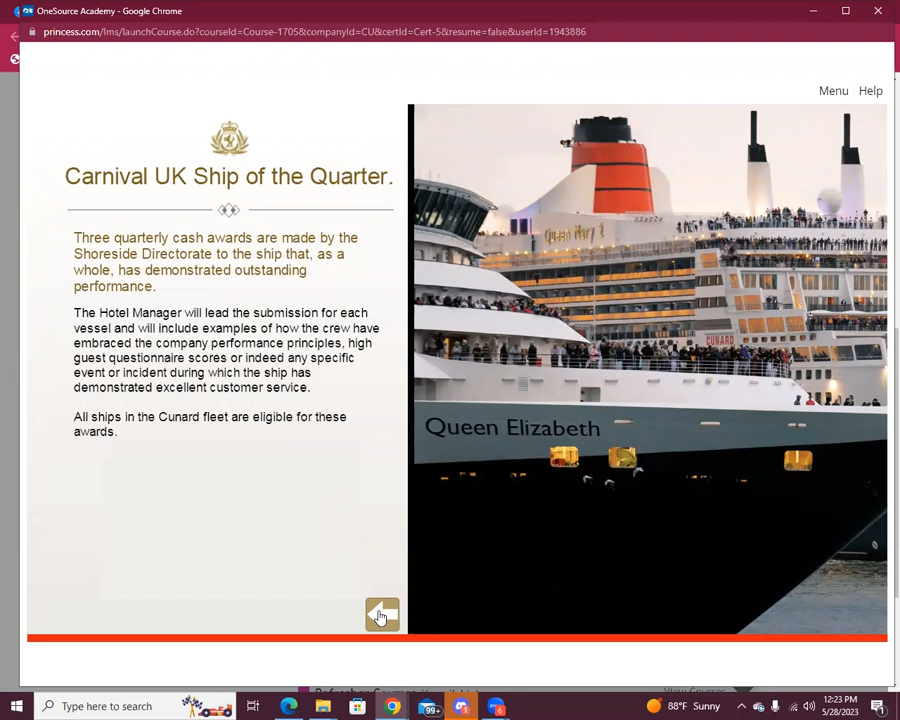 OneSource Academy - Google Chrome
princess.com/lms/launchCourse.do?courseId=Course-1705&companyId=CU&certId=Cert-5&resume=false&userId=1943886
Menu Help
Carnival UK Ship of the Quarter.
Three quarterly cash awards are made by the
Shoreside Directorate to the ship that, as a
whole, has demonstrated outstanding
performance.
The Hotel Manager will lead the submission for each
vessel and will include examples of how the crew have
embraced the company performance principles, high
guest questionnaire scores or indeed any specific
event or incident during which the ship has
demonstrated excellent customer service.
All ships in the Cunard fleet are eligible for these
awards.
Queen Mary 2
CUNARD
Queen Elizabeth
View Courses
Type here to search
99+
88°F Sunny
12:23 PM
5/28/2023